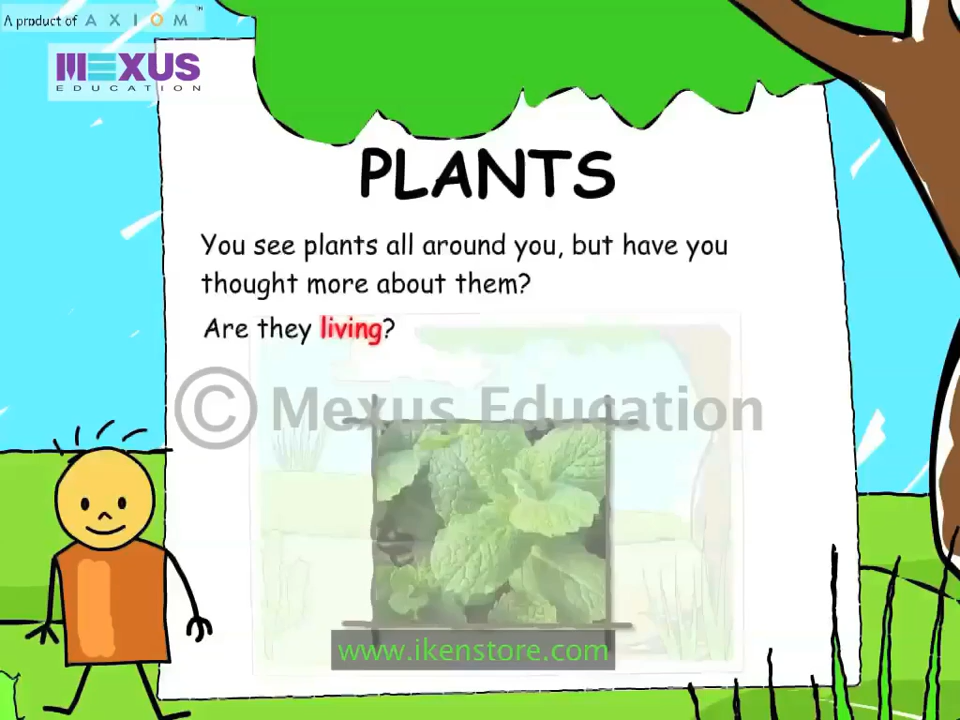 A product of AXIOM™
MEXUS
EDUCATION
PLANTS
You see plants all around you, but have you
thought more about them?
Are they living?
© Mexus Education
www.ikenstore.com